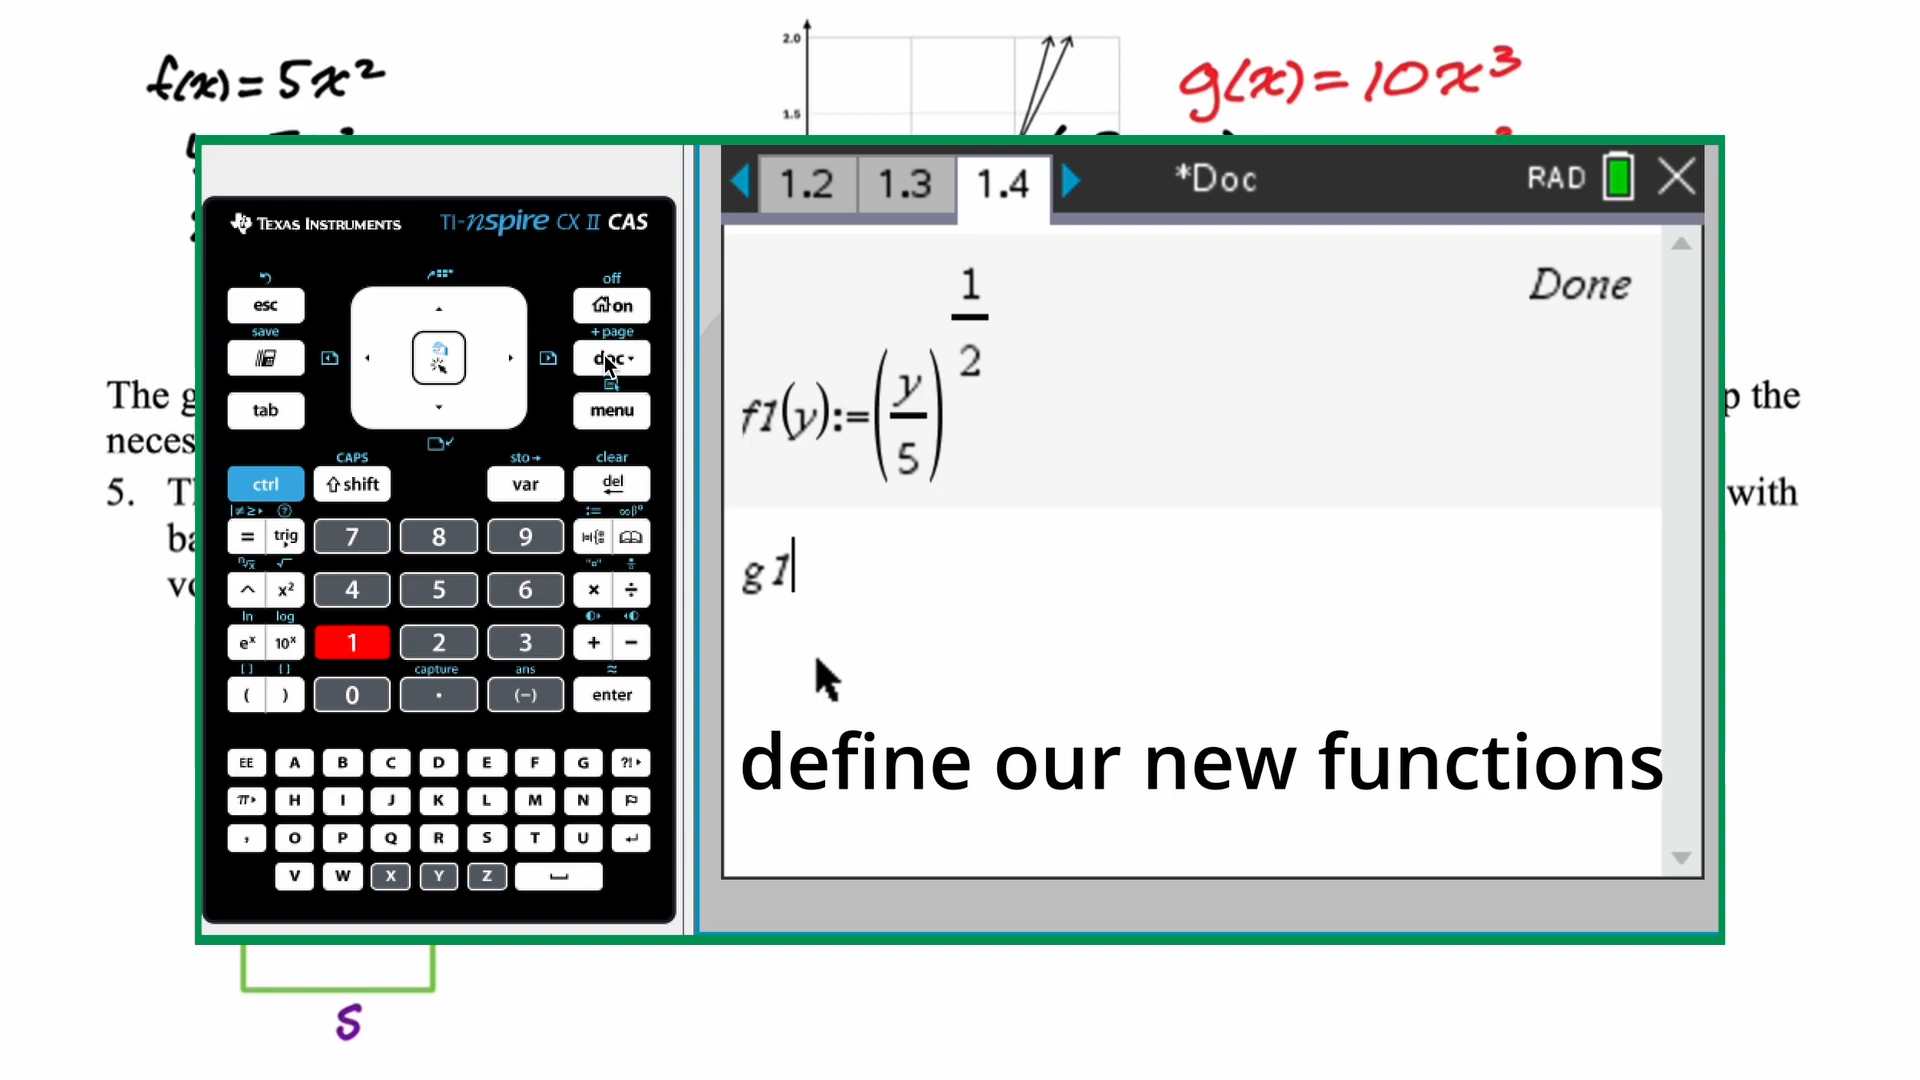 f(x) = 5x²
2.0
1.5
g(x) = 10x³
1.2 1.3 1.4 *Doc RAD
TEXAS INSTRUMENTS TI-nspire CX II CAS
off
esc on
save + page
doc
tab menu
CAPS sto→ clear
ctrl shift var del
= trig 7 8 9
^ x² 4 5 6 × ÷
ln log
eˣ 10ˣ 1 2 3 + −
[ ] { } capture ans ≈
( ) 0 . (−) enter
EE A B C D E F G ?!
π H I J K L M N
, O P Q R S T U
V W X Y Z
f1(y):=(y/5)^(1/2) Done
g1
define our new functions
The g
p the
neces
5. T
with
ba
vo
S